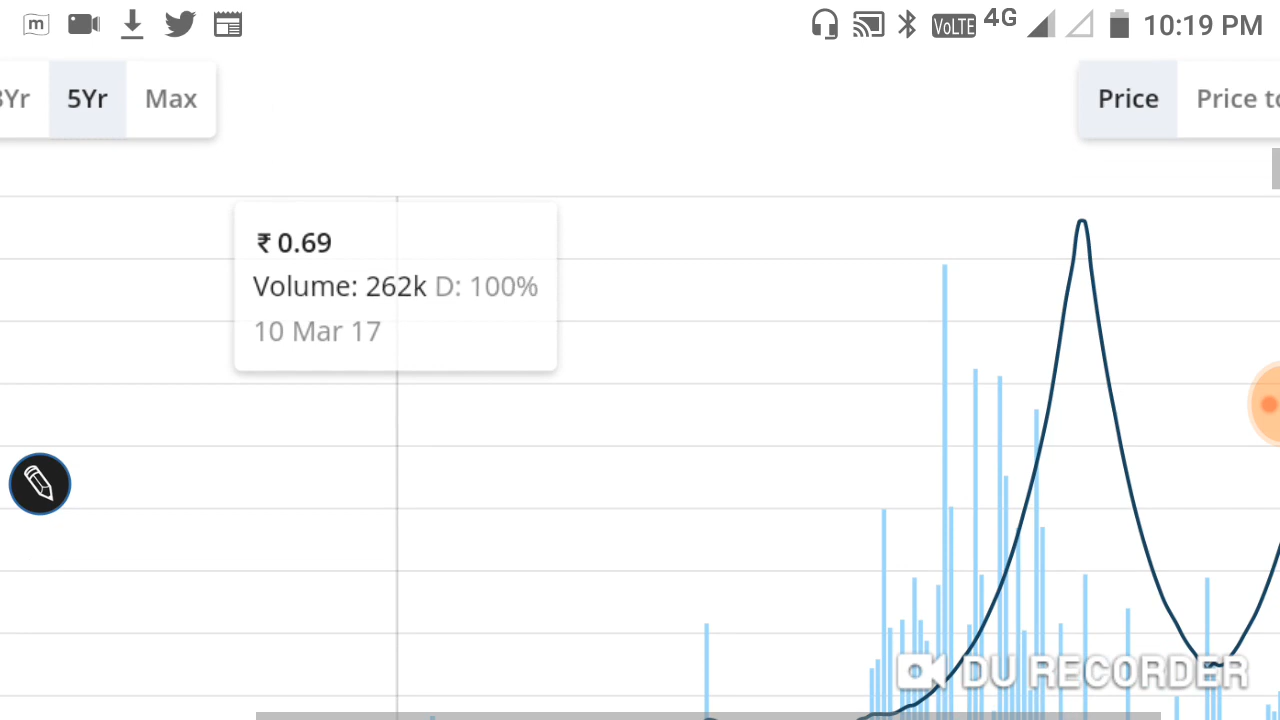 m VoLTE 4G 10:19 PM
3Yr 5Yr Max Price Price to
₹ 0.69
Volume: 262k D: 100%
10 Mar 17
DU RECORDER